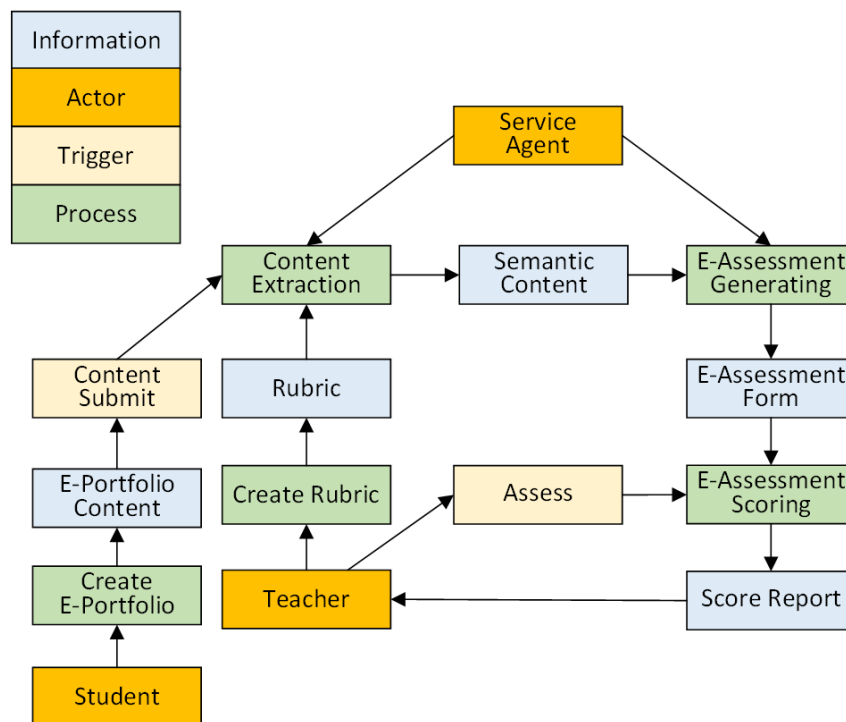 Information
Actor
Trigger
Process
Service
Agent
Content
Extraction
Semantic
Content
E-Assessment
Generating
Content
Submit
Rubric
E-Assessment
Form
E-Portfolio
Content
Create Rubric
Assess
E-Assessment
Scoring
Create
E-Portfolio
Teacher
Score Report
Student